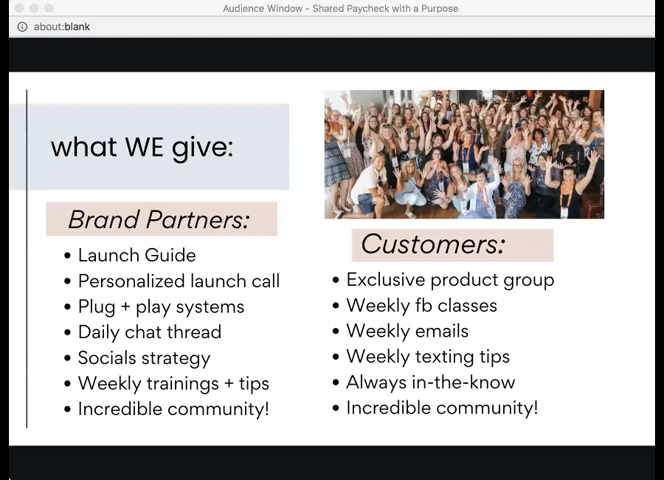 Audience Window - Shared Paycheck with a Purpose
about:blank
what WE give:
Brand Partners:
• Launch Guide
• Personalized launch call
• Plug + play systems
• Daily chat thread
• Socials strategy
• Weekly trainings + tips
• Incredible community!
Customers:
• Exclusive product group
• Weekly fb classes
• Weekly emails
• Weekly texting tips
• Always in-the-know
• Incredible community!